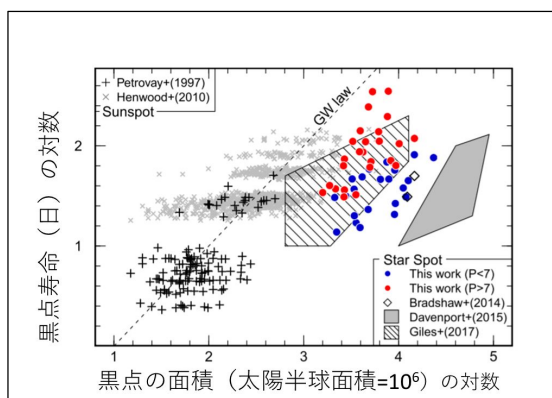 + Petrovay+(1997)
× Henwood+(2010)
Sunspot
GW law
2
1
黒点寿命（日）の対数
Star Spot
This work (P<7)
This work (P>7)
Bradshaw+(2014)
Davenport+(2015)
Giles+(2017)
1 2 3 4 5
黒点の面積（太陽半球面積=10⁶）の対数